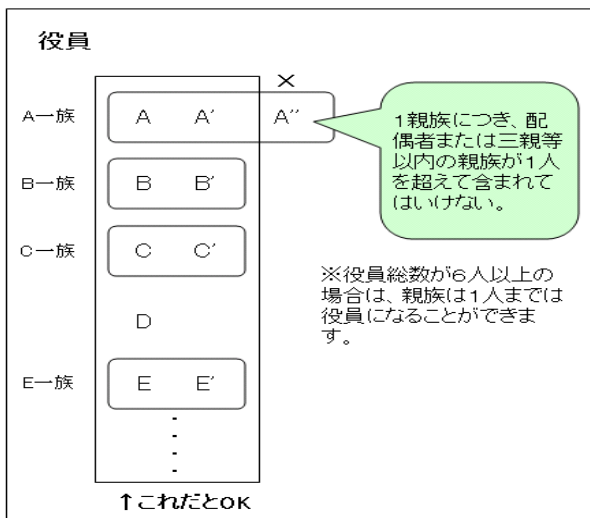 役員
×
A一族 A A′ A′′
1親族につき、配
偶者または三親等
以内の親族が1人
を超えて含まれて
はいけない。
B一族 B B′
C一族 C C′
※役員総数が6人以上の
場合は、親族は1人までは
役員になることができま
す。
D
E一族 E E′
↑これだとOK